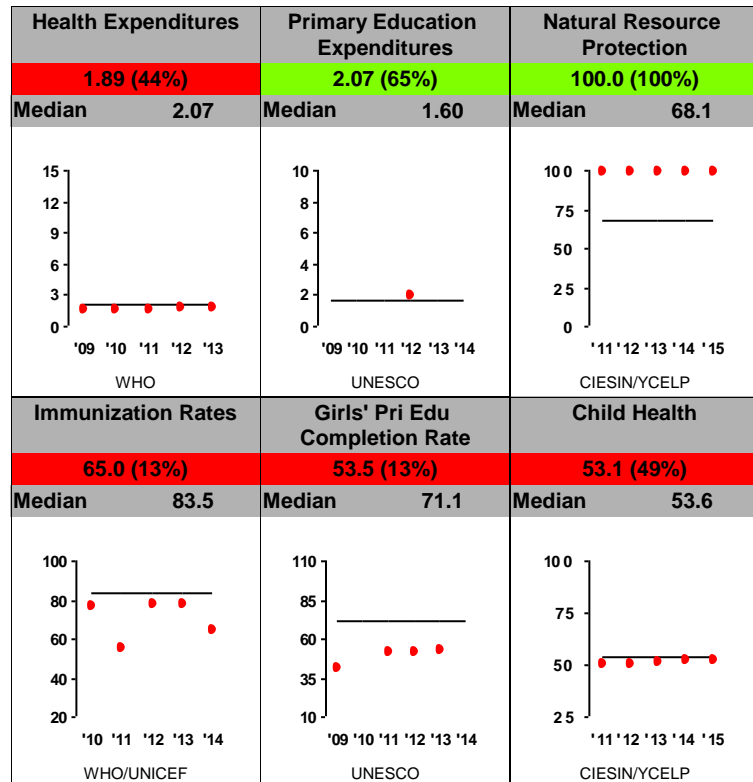 Health Expenditures
1.89 (44%)
Median 2.07
15
12
9
6
3
0
'09 '10 '11 '12 '13
WHO
Primary Education
Expenditures
2.07 (65%)
Median 1.60
10
8
6
4
2
0
'09 '10 '11 '12 '13 '14
UNESCO
Natural Resource
Protection
100.0 (100%)
Median 68.1
100
75
50
25
0
'11 '12 '13 '14 '15
CIESIN/YCELP
Immunization Rates
65.0 (13%)
Median 83.5
100
80
60
40
20
'10 '11 '12 '13 '14
WHO/UNICEF
Girls' Pri Edu
Completion Rate
53.5 (13%)
Median 71.1
110
85
60
35
10
'09 '10 '11 '12 '13 '14
UNESCO
Child Health
53.1 (49%)
Median 53.6
100
75
50
25
'11 '12 '13 '14 '15
CIESIN/YCELP